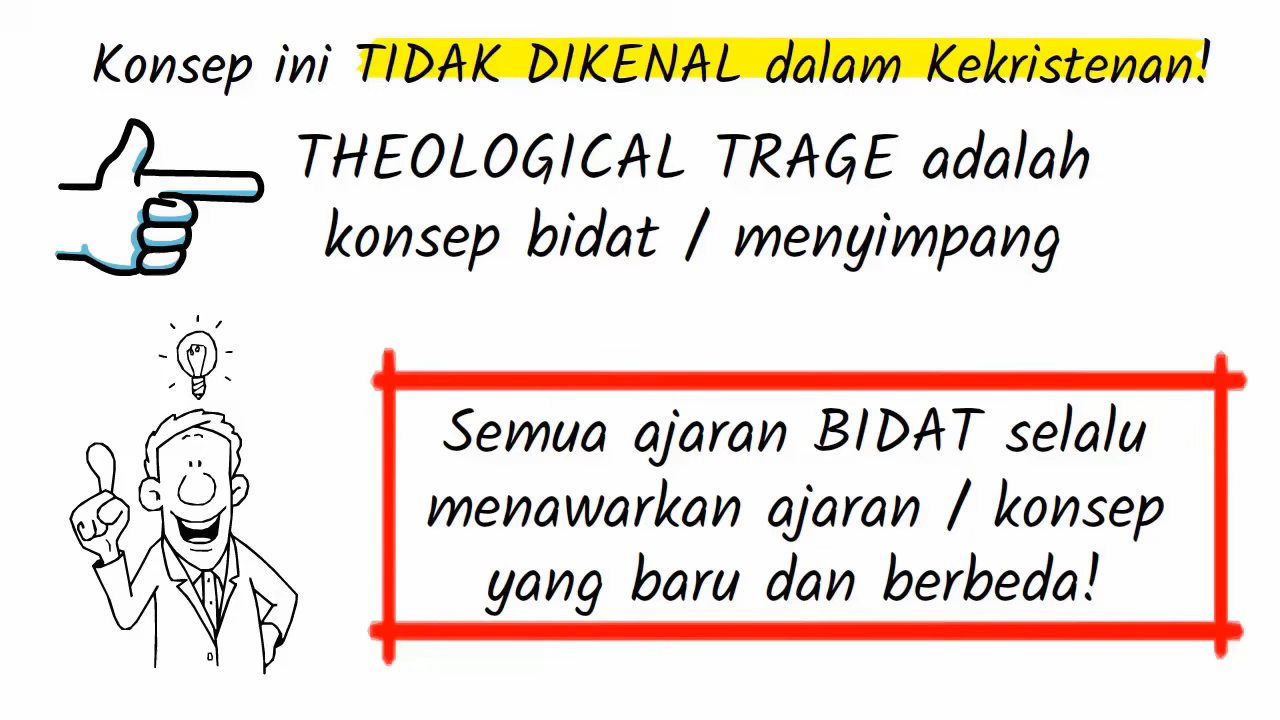 Konsep ini TIDAK DIKENAL dalam Kekristenan!
THEOLOGICAL TRAGE adalah
konsep bidat / menyimpang
Semua ajaran BIDAT selalu
menawarkan ajaran / konsep
yang baru dan berbeda!